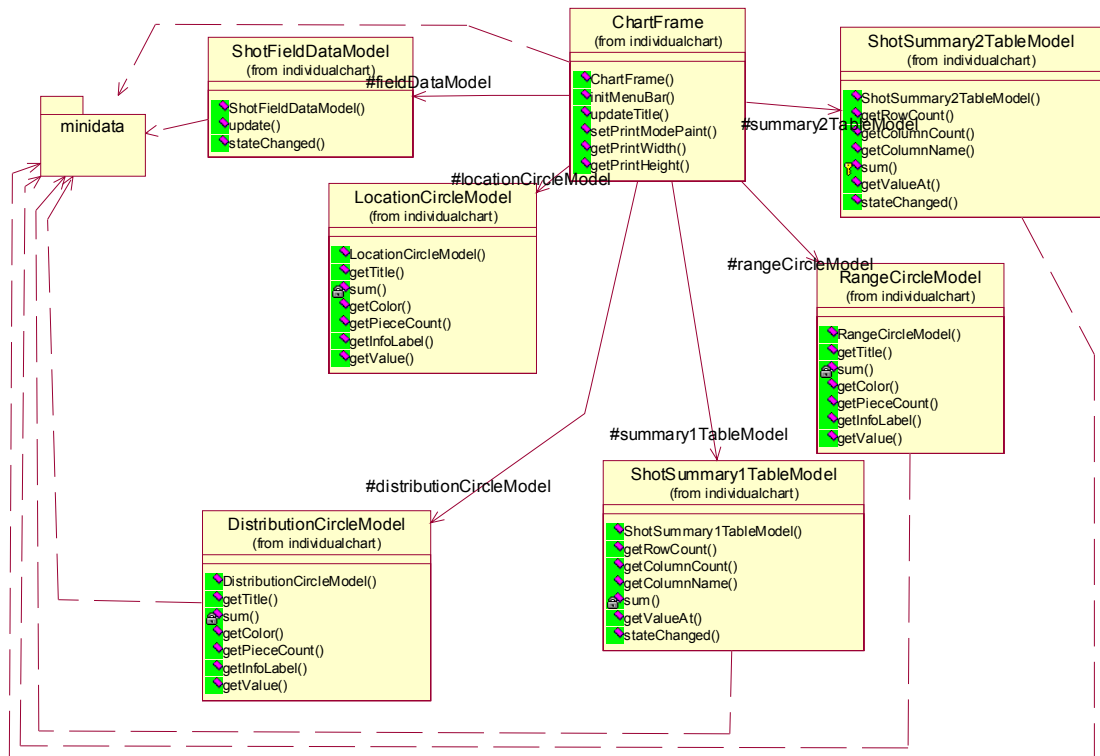 ChartFrame
(from individualchart)
ChartFrame()
initMenuBar()
updateTitle()
setPrintModePaint()
getPrintWidth()
getPrintHeight()
ShotFieldDataModel
(from individualchart)
ShotFieldDataModel()
update()
stateChanged()
#fieldDataModel
minidata
ShotSummary2TableModel
(from individualchart)
ShotSummary2TableModel()
getRowCount()
getColumnCount()
getColumnName()
sum()
getValueAt()
stateChanged()
#summary2TableModel
#locationCircleModel
LocationCircleModel
(from individualchart)
LocationCircleModel()
getTitle()
sum()
getColor()
getPieceCount()
getInfoLabel()
getValue()
#rangeCircleModel
RangeCircleModel
(from individualchart)
RangeCircleModel()
getTitle()
sum()
getColor()
getPieceCount()
getInfoLabel()
getValue()
#summary1TableModel
ShotSummary1TableModel
(from individualchart)
ShotSummary1TableModel()
getRowCount()
getColumnCount()
getColumnName()
sum()
getValueAt()
stateChanged()
#distributionCircleModel
DistributionCircleModel
(from individualchart)
DistributionCircleModel()
getTitle()
sum()
getColor()
getPieceCount()
getInfoLabel()
getValue()